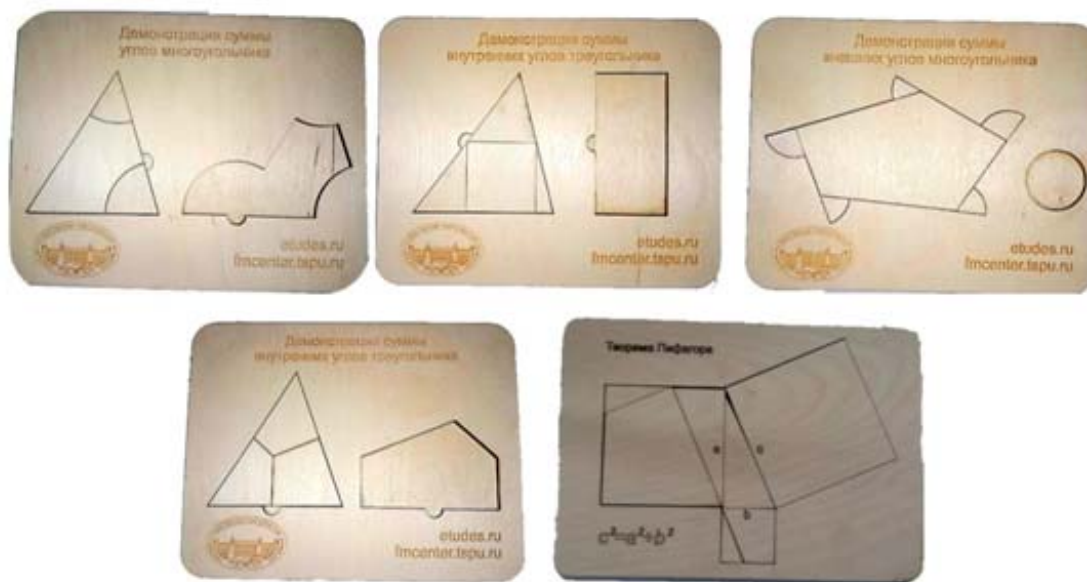 Демонстрация суммы
углов многоугольника
etudes.ru
fmcenter.tspu.ru
Демонстрация суммы
внутренних углов треугольника
etudes.ru
fmcenter.tspu.ru
Демонстрация суммы
внешних углов многоугольника
etudes.ru
fmcenter.tspu.ru
Демонстрация суммы
внутренних углов треугольника
etudes.ru
fmcenter.tspu.ru
Теорема Пифагора
a
c
b
c²=a²+b²